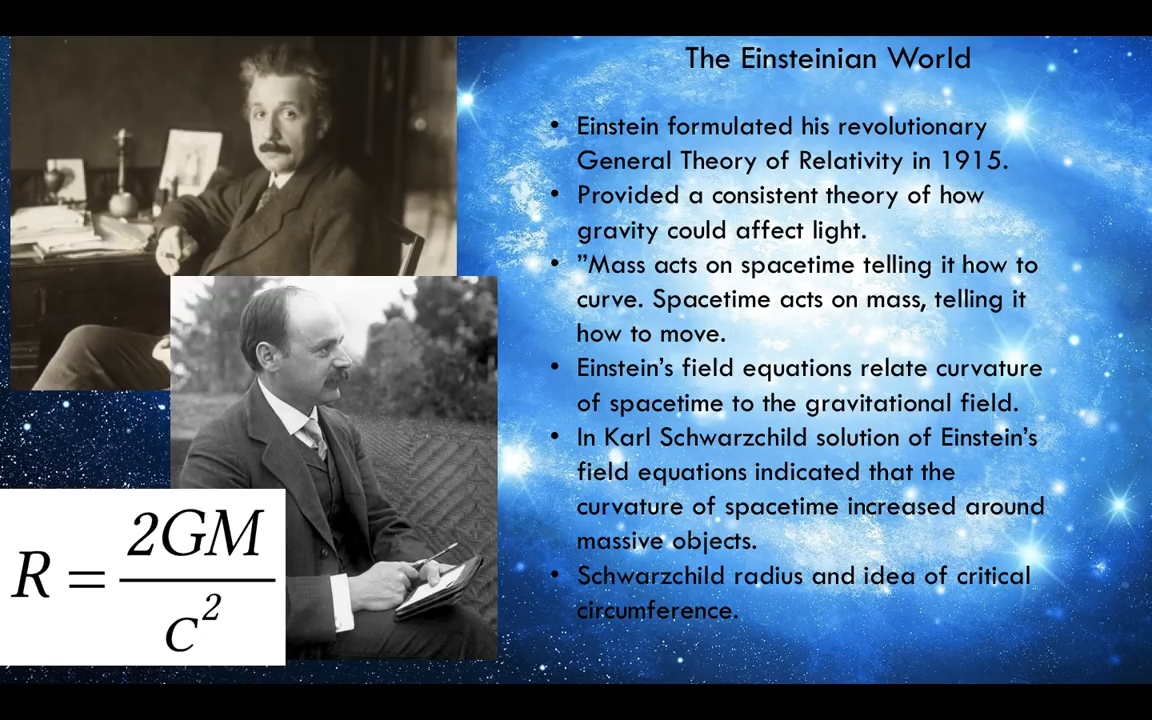 The Einsteinian World
• Einstein formulated his revolutionary
General Theory of Relativity in 1915.
• Provided a consistent theory of how
gravity could affect light.
• ”Mass acts on spacetime telling it how to
curve. Spacetime acts on mass, telling it
how to move.
• Einstein’s field equations relate curvature
of spacetime to the gravitational field.
• In Karl Schwarzchild solution of Einstein’s
field equations indicated that the
curvature of spacetime increased around
massive objects.
• Schwarzchild radius and idea of critical
circumference.
R = 2GM / c²